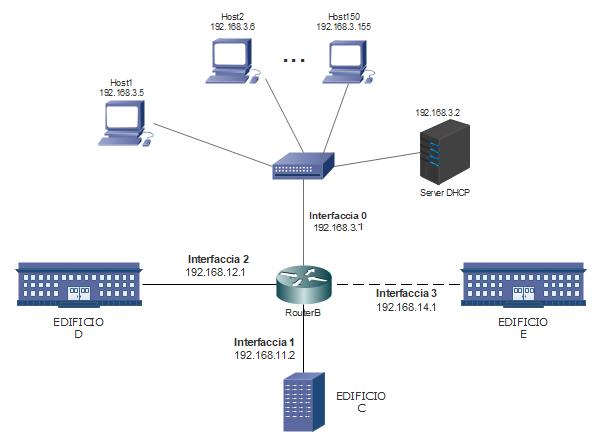 Host2
192.168.3.6
...
Host150
192.168.3.155
Host1
192.168.3.5
192.168.3.2
Server DHCP
Interfaccia 0
192.168.3.1
Interfaccia 2
192.168.12.1
Interfaccia 3
192.168.14.1
RouterB
EDIFICIO
D
EDIFICIO
E
Interfaccia 1
192.168.11.2
EDIFICIO
C